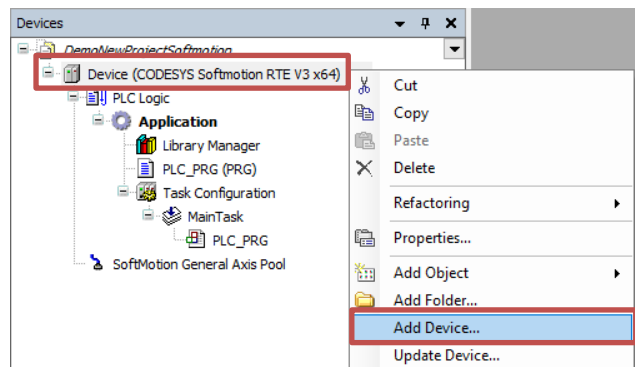 Devices
DemoNewProjectSoftmotion
Device (CODESYS Softmotion RTE V3 x64)
PLC Logic
Application
Library Manager
PLC_PRG (PRG)
Task Configuration
MainTask
PLC_PRG
SoftMotion General Axis Pool
Cut
Copy
Paste
Delete
Refactoring
Properties...
Add Object
Add Folder...
Add Device...
Update Device...